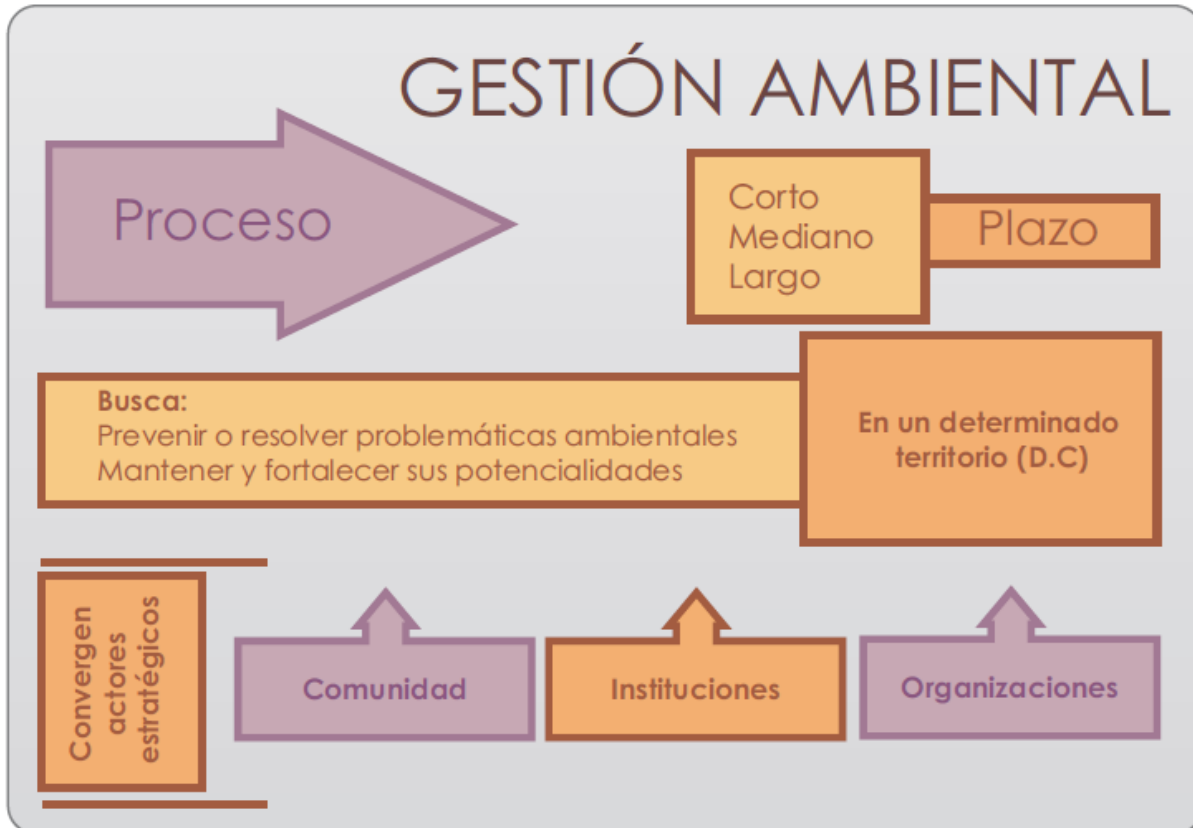 GESTIÓN AMBIENTAL
Proceso
Corto
Mediano
Largo
Plazo
Busca:
Prevenir o resolver problemáticas ambientales
Mantener y fortalecer sus potencialidades
En un determinado
territorio (D.C)
Convergen
actores
estratégicos
Comunidad
Instituciones
Organizaciones